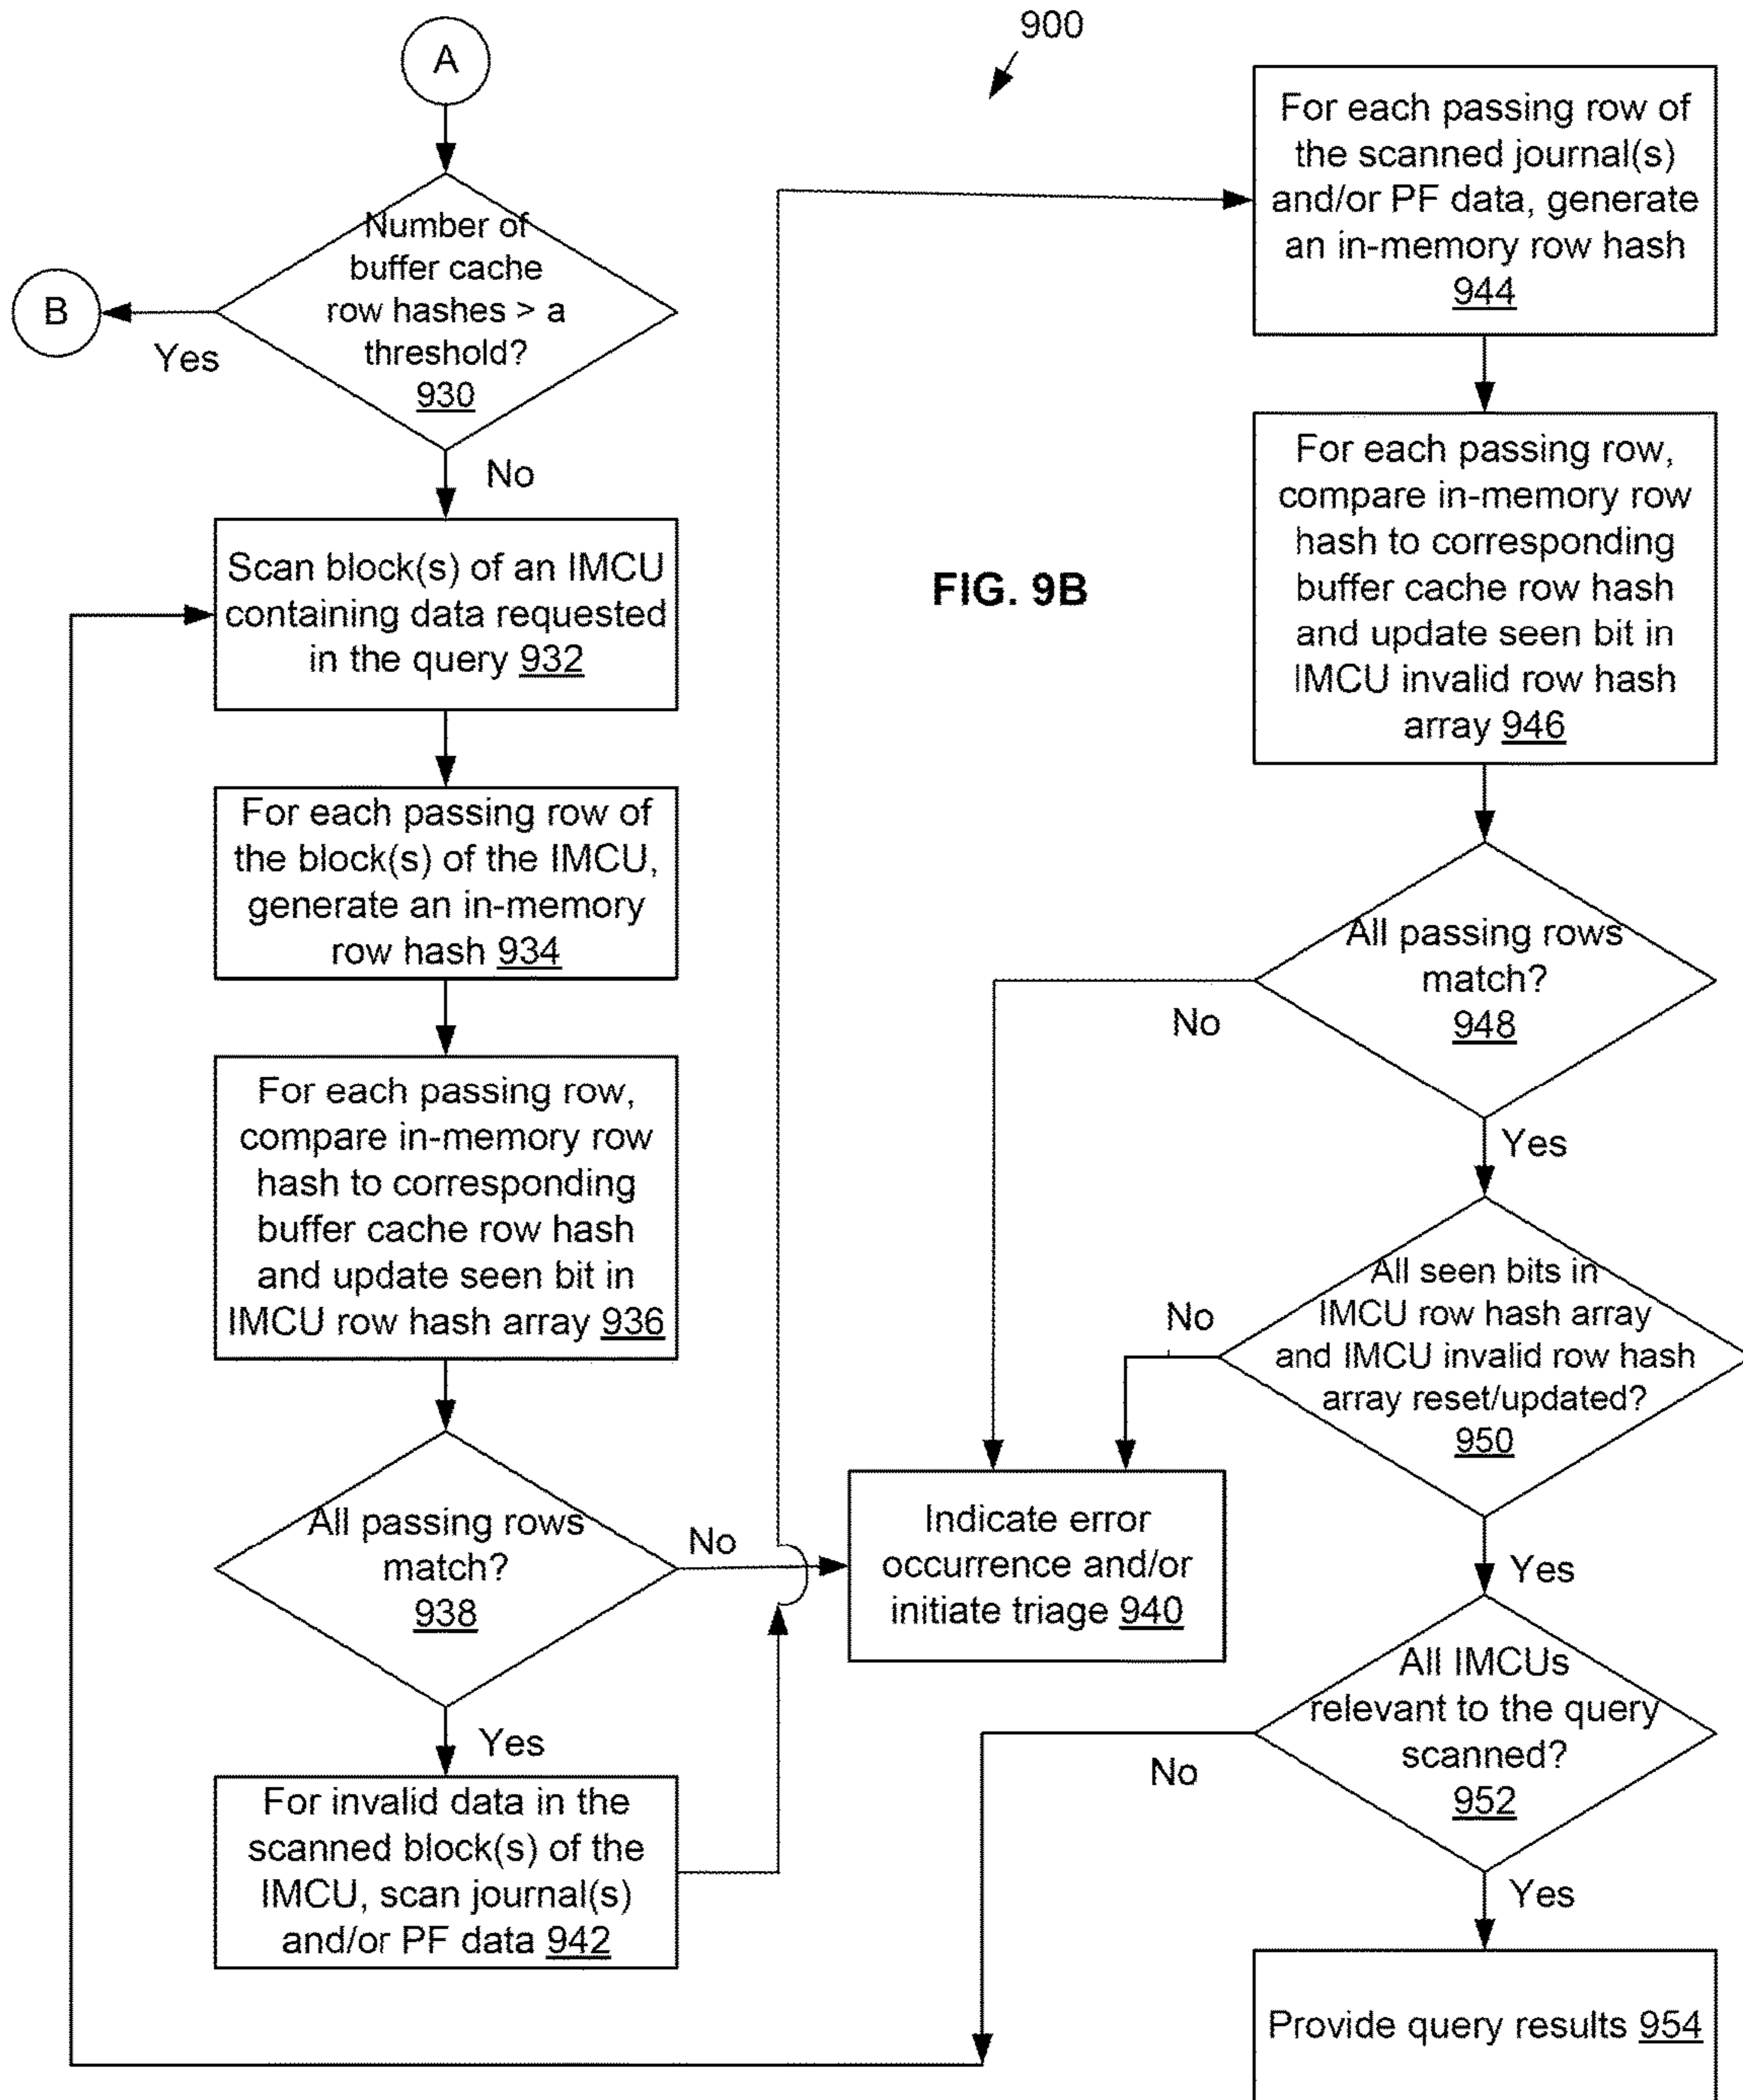 900
A
Number of
buffer cache
row hashes > a
threshold?
930
B
Yes
No
Scan block(s) of an IMCU
containing data requested
in the query 932
For each passing row of
the block(s) of the IMCU,
generate an in-memory
row hash 934
For each passing row,
compare in-memory row
hash to corresponding
buffer cache row hash
and update seen bit in
IMCU row hash array 936
All passing rows
match?
938
No
Yes
For invalid data in the
scanned block(s) of the
IMCU, scan journal(s)
and/or PF data 942
FIG. 9B
Indicate error
occurrence and/or
initiate triage 940
For each passing row of
the scanned journal(s)
and/or PF data, generate
an in-memory row hash
944
For each passing row,
compare in-memory row
hash to corresponding
buffer cache row hash
and update seen bit in
IMCU invalid row hash
array 946
All passing rows
match?
948
No
Yes
All seen bits in
IMCU row hash array
and IMCU invalid row hash
array reset/updated?
950
No
Yes
All IMCUs
relevant to the query
scanned?
952
No
Yes
Provide query results 954